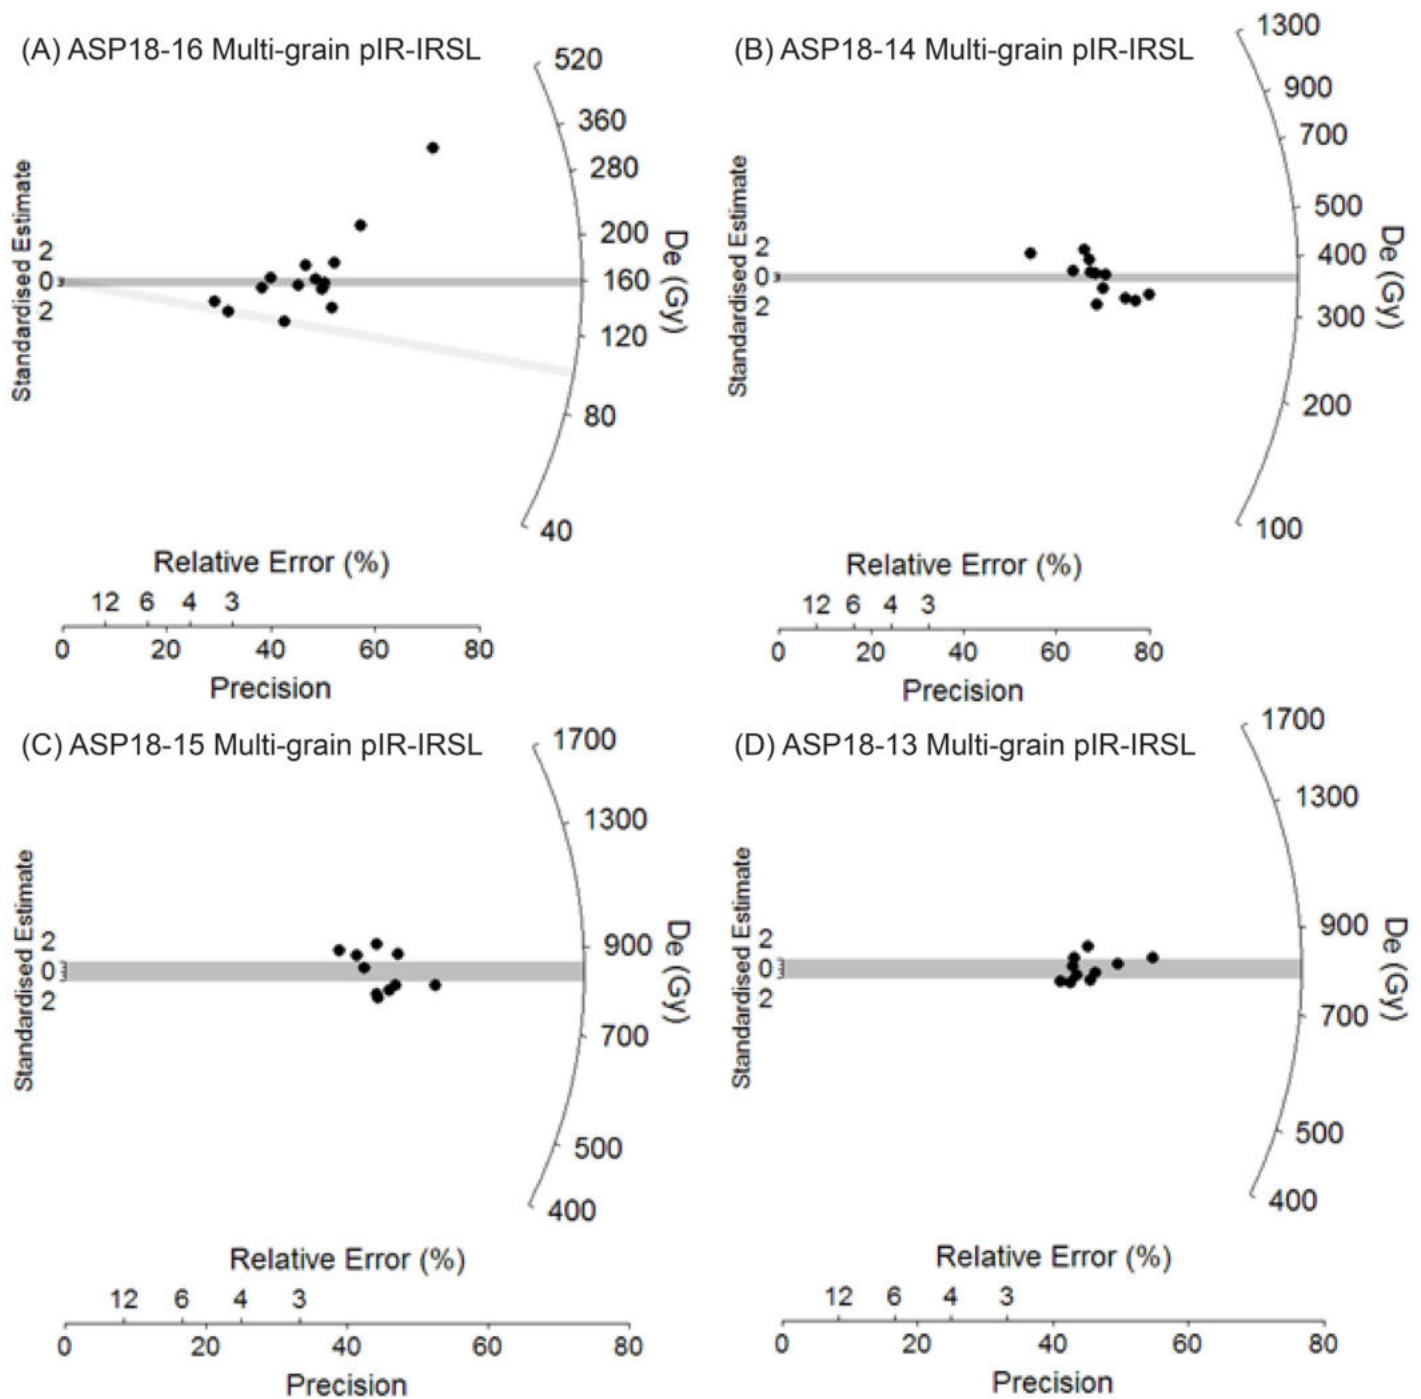 (A) ASP18-16 Multi-grain pIR-IRSL
520
360
280
200
160
120
80
40
De (Gy)
Standardised Estimate
2
0
2
Relative Error (%)
12 6 4 3
0 20 40 60 80
Precision
(B) ASP18-14 Multi-grain pIR-IRSL
1300
900
700
500
400
300
200
100
De (Gy)
Standardised Estimate
2
0
2
Relative Error (%)
12 6 4 3
0 20 40 60 80
Precision
(C) ASP18-15 Multi-grain pIR-IRSL
1700
1300
900
700
500
400
De (Gy)
Standardised Estimate
2
0
2
Relative Error (%)
12 6 4 3
0 20 40 60 80
Precision
(D) ASP18-13 Multi-grain pIR-IRSL
1700
1300
900
700
500
400
De (Gy)
Standardised Estimate
2
0
2
Relative Error (%)
12 6 4 3
0 20 40 60 80
Precision